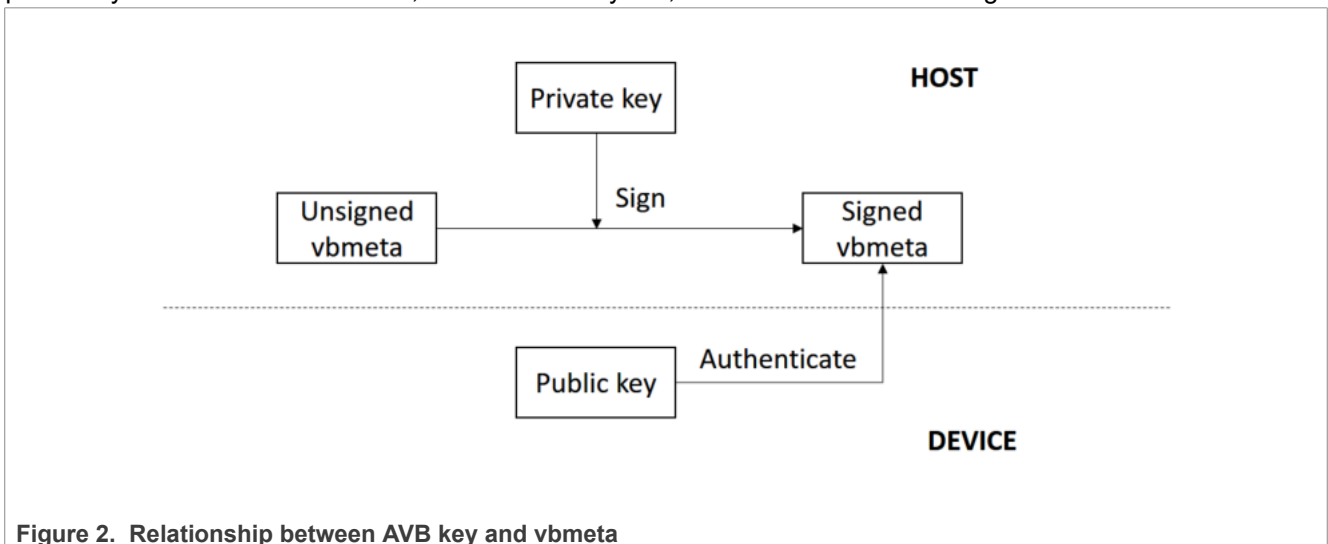 HOST
Private key
Sign
Unsigned
vbmeta
Signed
vbmeta
Authenticate
Public key
DEVICE
Figure 2. Relationship between AVB key and vbmeta